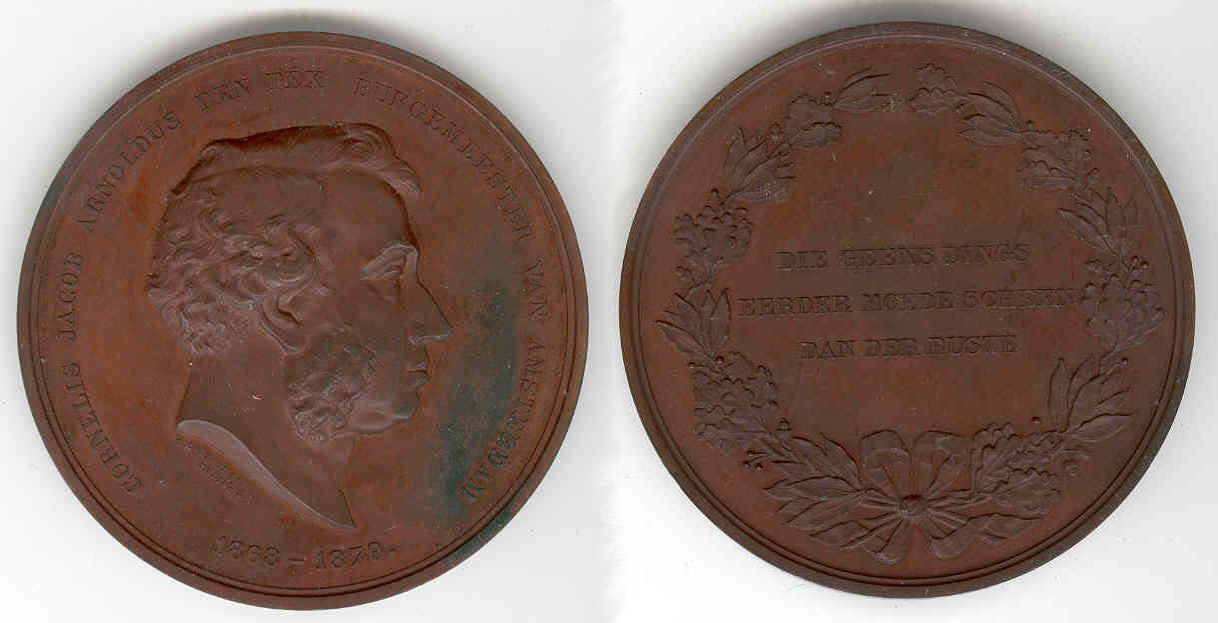 CORNELIS JACOB ARNOLDUS DEN TEX BURGEMEESTER VAN AMSTERDAM
1868 – 1879.
DIE GEENS DINGS
EERDER MOEDE SCHEEN
DAN DER RUSTE